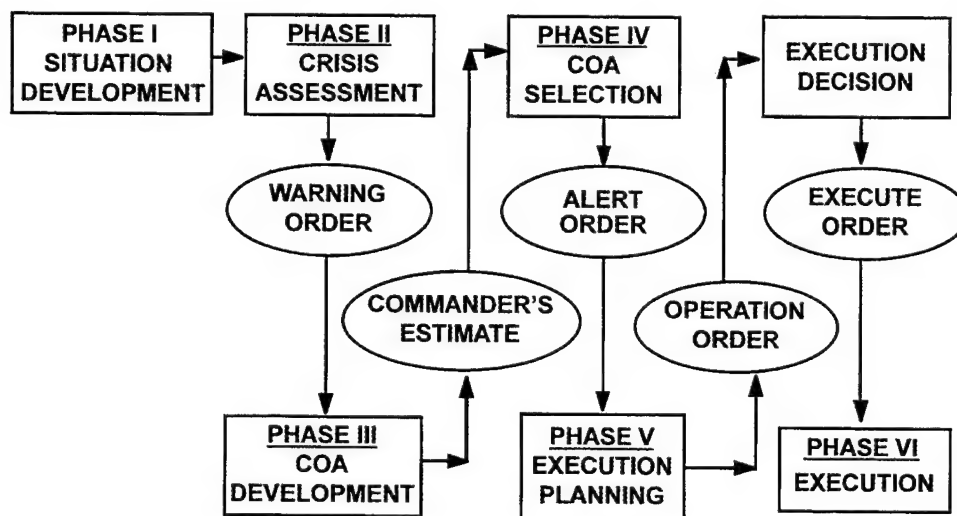 PHASE I
SITUATION
DEVELOPMENT
PHASE II
CRISIS
ASSESSMENT
PHASE IV
COA
SELECTION
EXECUTION
DECISION
WARNING
ORDER
ALERT
ORDER
EXECUTE
ORDER
COMMANDER'S
ESTIMATE
OPERATION
ORDER
PHASE III
COA
DEVELOPMENT
PHASE V
EXECUTION
PLANNING
PHASE VI
EXECUTION